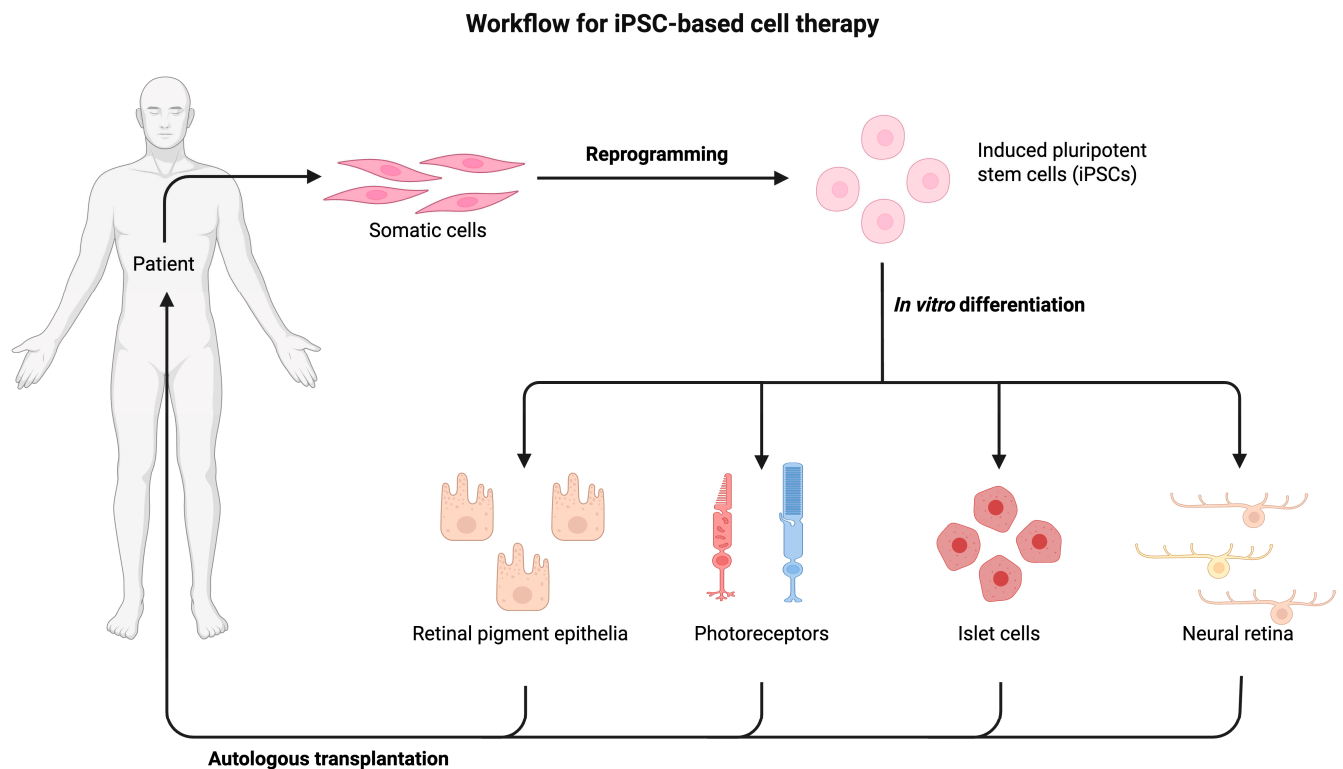 Workflow for iPSC-based cell therapy
Patient
Somatic cells
Reprogramming
Induced pluripotent
stem cells (iPSCs)
In vitro differentiation
Retinal pigment epithelia
Photoreceptors
Islet cells
Neural retina
Autologous transplantation